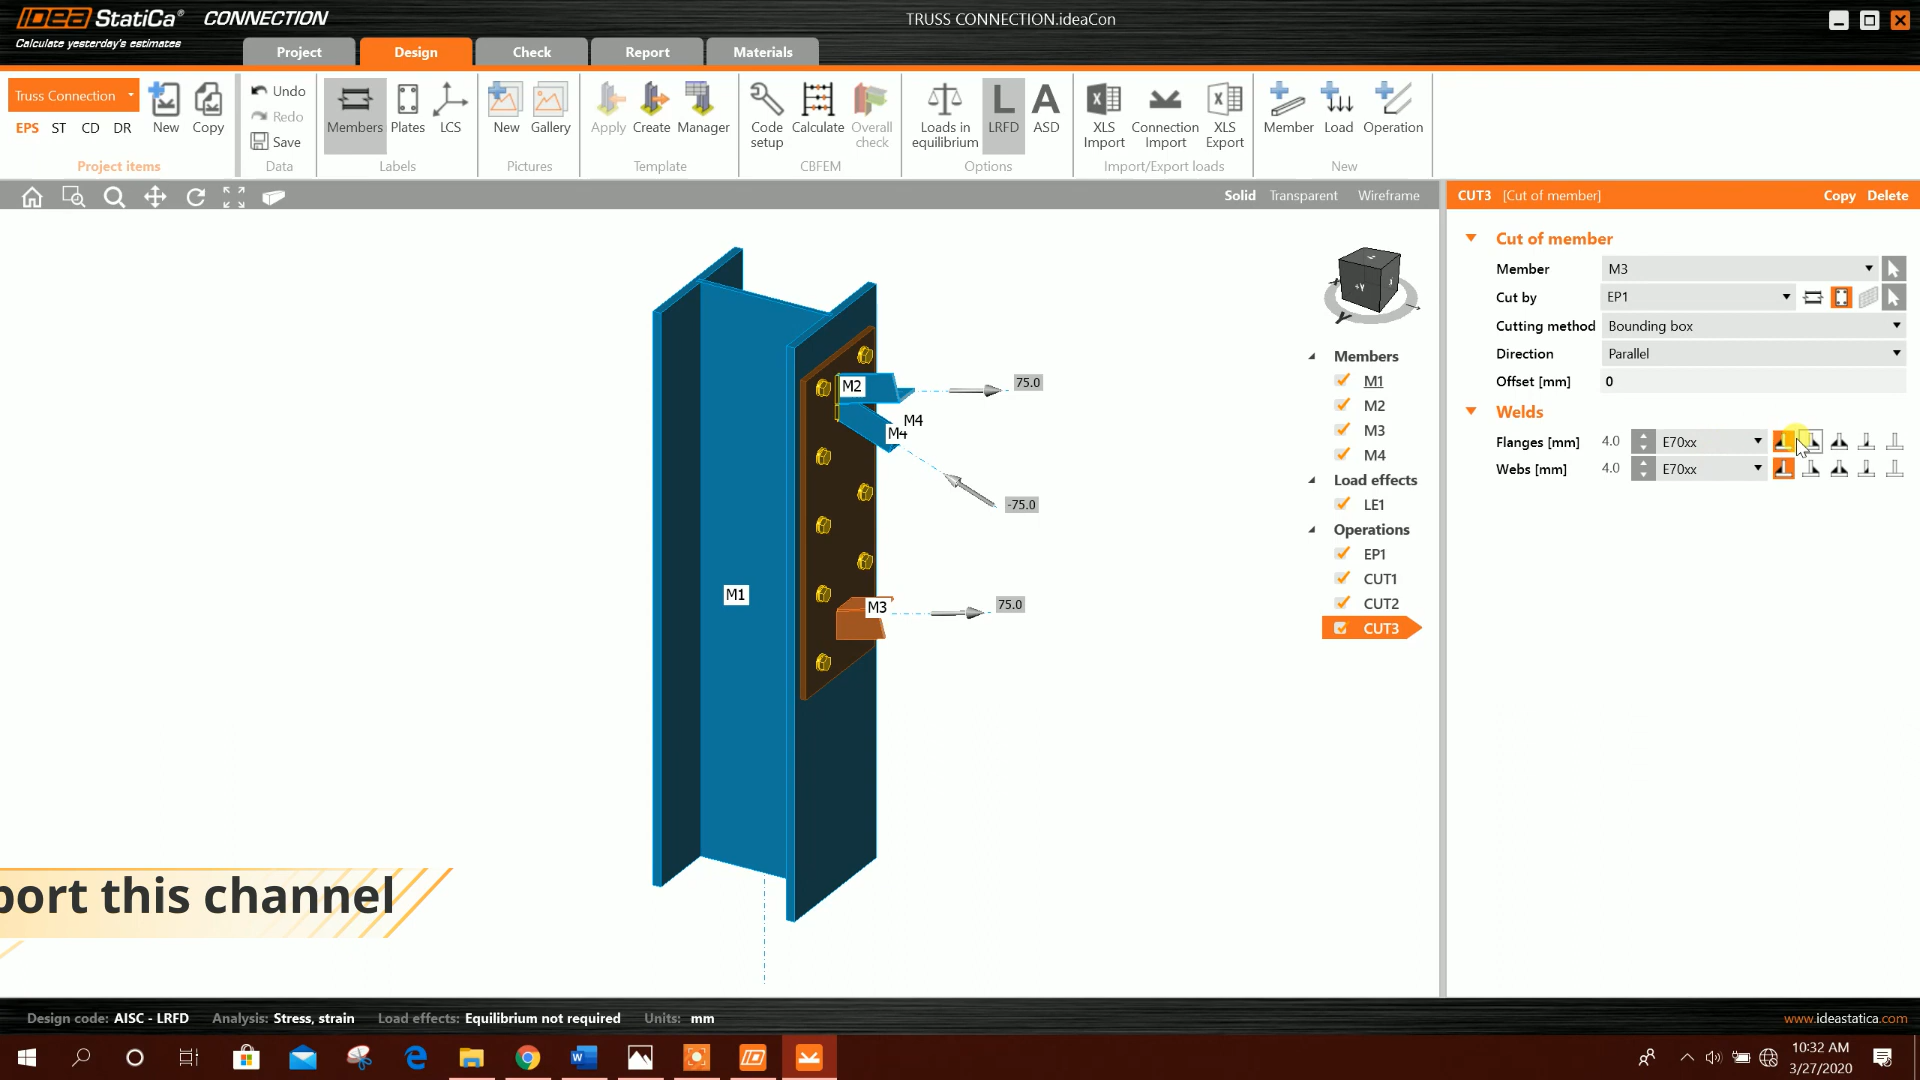 IDEA StatiCa® CONNECTION
Calculate yesterday's estimates
TRUSS CONNECTION.ideaCon
Project Design Check Report Materials
Truss Connection
EPS ST CD DR
New Copy
Project items
Undo
Redo
Save
Data
Members Plates LCS
Labels
New Gallery
Pictures
Apply Create Manager
Template
Code setup Calculate Overall check
CBFEM
Loads in equilibrium LRFD ASD
L A
Options
XLS Import Connection Import XLS Export
Import/Export loads
Member Load Operation
New
Solid Transparent Wireframe
CUT3 [Cut of member] Copy Delete
Cut of member
Member M3
Cut by EP1
Cutting method Bounding box
Direction Parallel
Offset [mm] 0
Welds
Flanges [mm] 4.0 E70xx
Webs [mm] 4.0 E70xx
+Y
Y
Members
M1
M2
M3
M4
Load effects
LE1
Operations
EP1
CUT1
CUT2
CUT3
M2
75.0
M4
M4
-75.0
M1
M3
75.0
port this channel
Design code: AISC - LRFD Analysis: Stress, strain Load effects: Equilibrium not required Units: mm
www.ideastatica.com
10:32 AM
3/27/2020